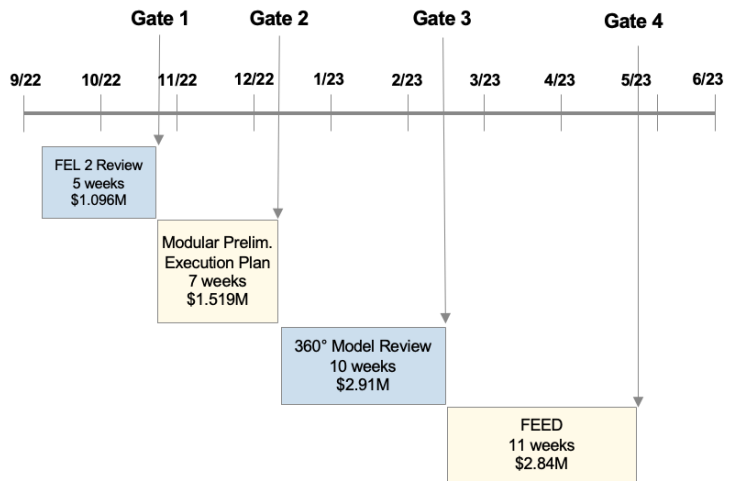 Gate 1 Gate 2 Gate 3 Gate 4
9/22 10/22 11/22 12/22 1/23 2/23 3/23 4/23 5/23 6/23
FEL 2 Review
5 weeks
$1.096M
Modular Prelim.
Execution Plan
7 weeks
$1.519M
360° Model Review
10 weeks
$2.91M
FEED
11 weeks
$2.84M